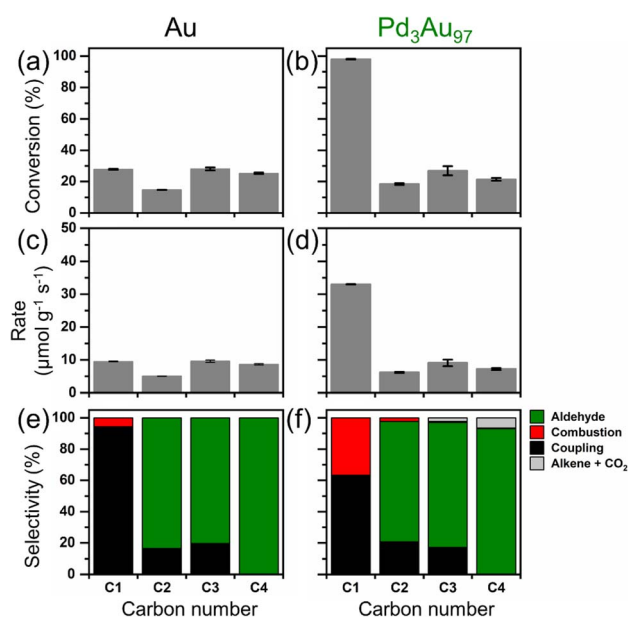 Au
Pd₃Au₉₇
(a)
(b)
Conversion (%)
100
80
60
40
20
0
(c)
(d)
Rate
(μmol g⁻¹ s⁻¹)
50
40
30
20
10
0
(e)
(f)
Selectivity (%)
100
80
60
40
20
0
Aldehyde
Combustion
Coupling
Alkene + CO₂
C1 C2 C3 C4
C1 C2 C3 C4
Carbon number
Carbon number